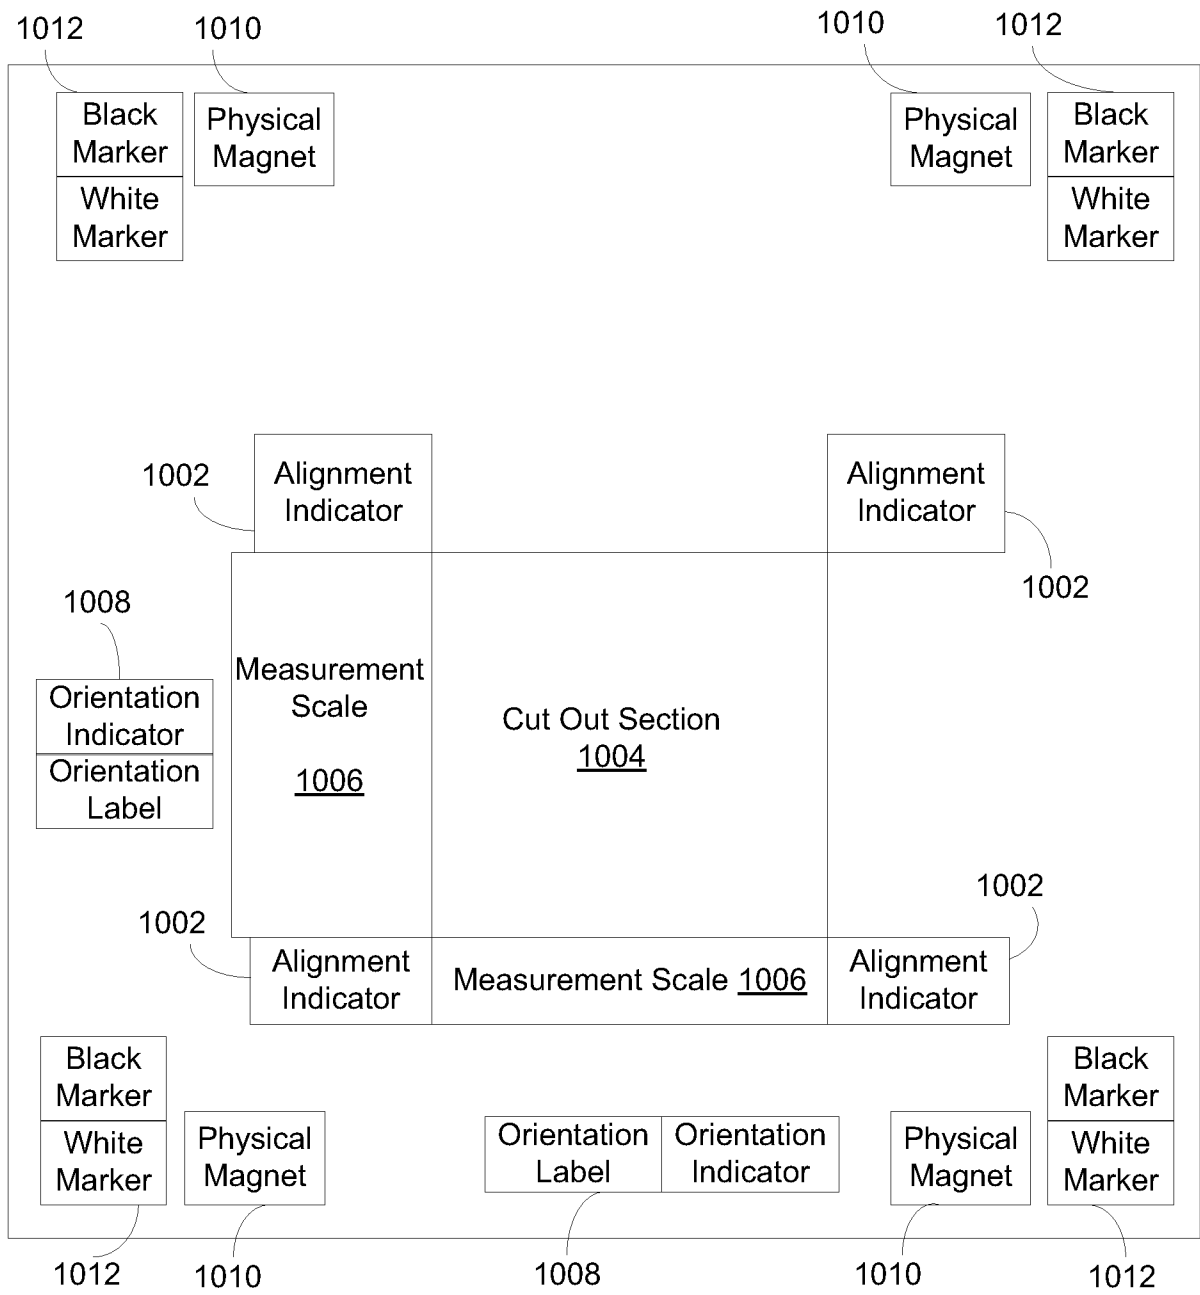 1012
1010
1010
1012
Black
Marker
White
Marker
Physical
Magnet
Physical
Magnet
Black
Marker
White
Marker
1002
Alignment
Indicator
Alignment
Indicator
1002
1008
Orientation
Indicator
Orientation
Label
Measurement
Scale
1006
Cut Out Section
1004
1002
1002
Alignment
Indicator
Measurement Scale 1006
Alignment
Indicator
Black
Marker
White
Marker
Physical
Magnet
Orientation
Label
Orientation
Indicator
Physical
Magnet
Black
Marker
White
Marker
1012
1010
1008
1010
1012